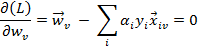 ∂(L)/∂w_v = w⃗_v − ∑_i α_i y_i x⃗_iv = 0